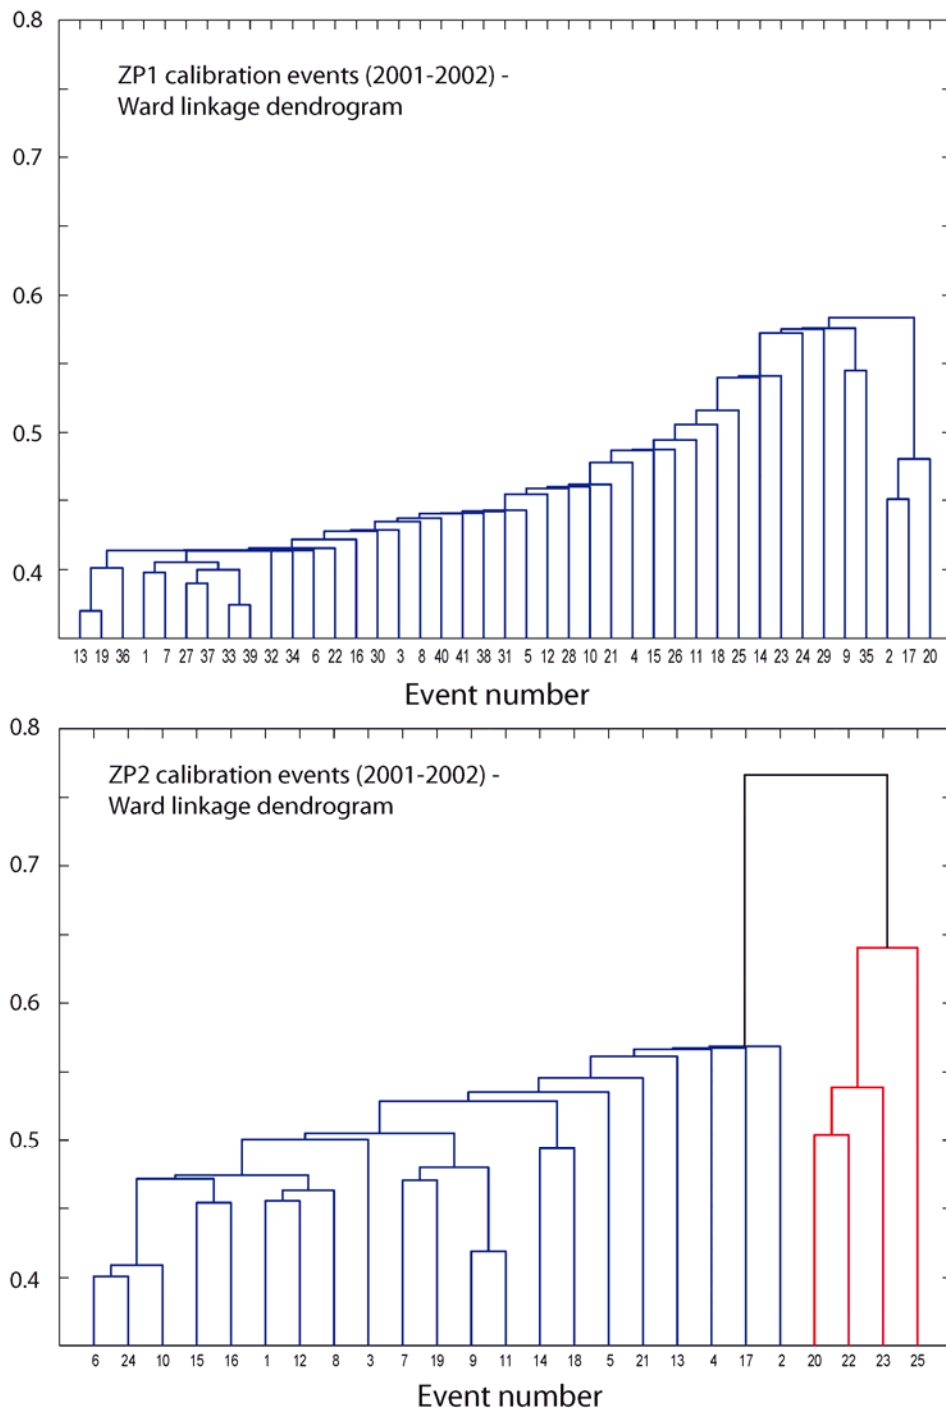 0.8
ZP1 calibration events (2001-2002) -
Ward linkage dendrogram
0.7
0.6
0.5
0.4
13 19 36 1 7 27 37 33 39 32 34 6 22 16 30 3 8 40 41 38 31 5 12 28 10 21 4 15 26 11 18 25 14 23 24 29 9 35 2 17 20
Event number
0.8
ZP2 calibration events (2001-2002) -
Ward linkage dendrogram
0.7
0.6
0.5
0.4
6 24 10 15 16 1 12 8 3 7 19 9 11 14 18 5 21 13 4 17 2 20 22 23 25
Event number